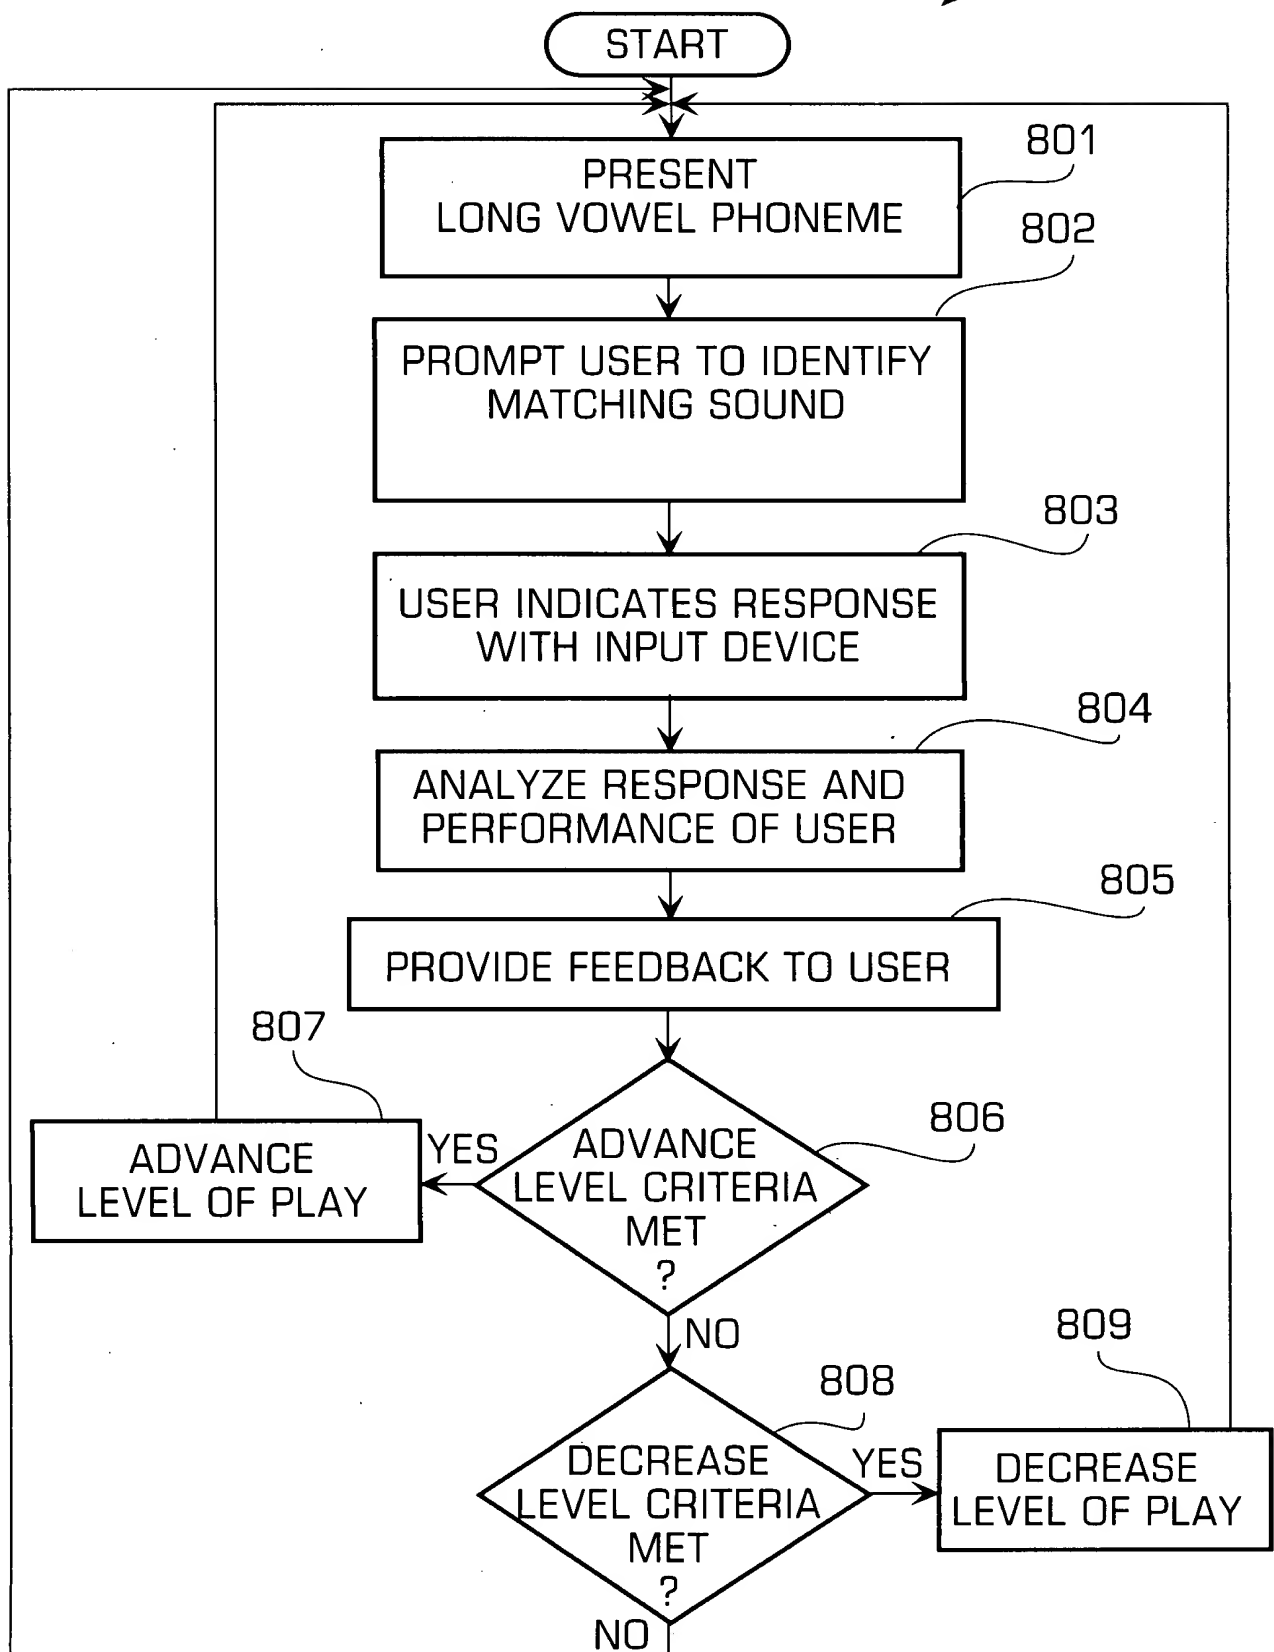 START
801
PRESENT
LONG VOWEL PHONEME
802
PROMPT USER TO IDENTIFY
MATCHING SOUND
803
USER INDICATES RESPONSE
WITH INPUT DEVICE
804
ANALYZE RESPONSE AND
PERFORMANCE OF USER
805
PROVIDE FEEDBACK TO USER
807
ADVANCE
LEVEL OF PLAY
YES
806
ADVANCE
LEVEL CRITERIA
MET
?
NO
808
DECREASE
LEVEL CRITERIA
MET
?
YES
809
DECREASE
LEVEL OF PLAY
NO